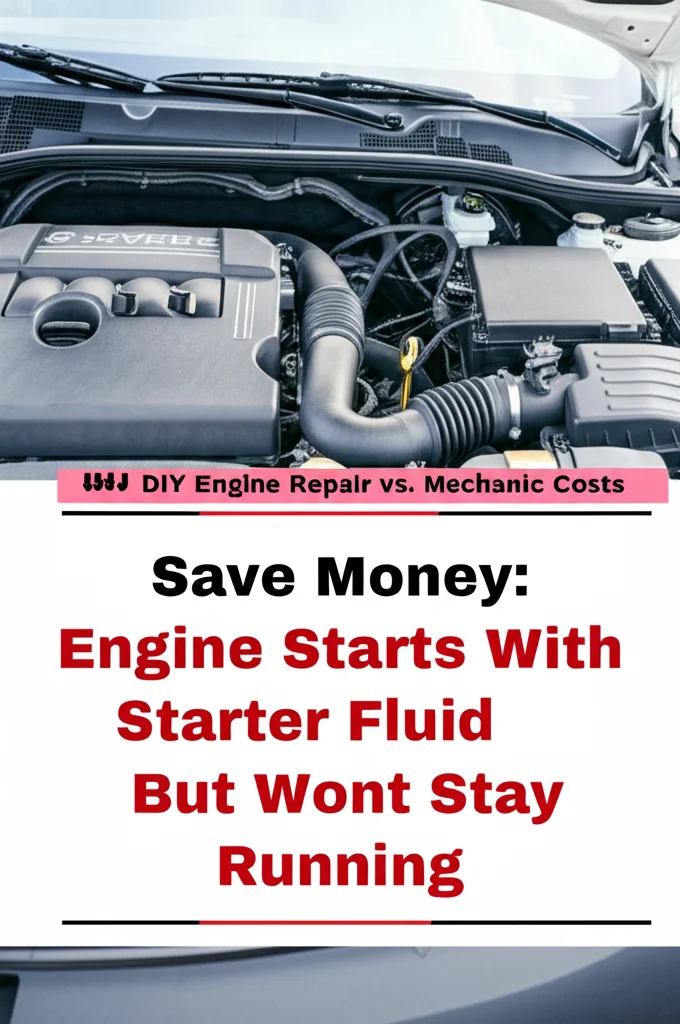 DIY Engine Repair vs. Mechanic Costs
Save Money:
Engine Starts With
Starter Fluid
But Wont Stay
Running